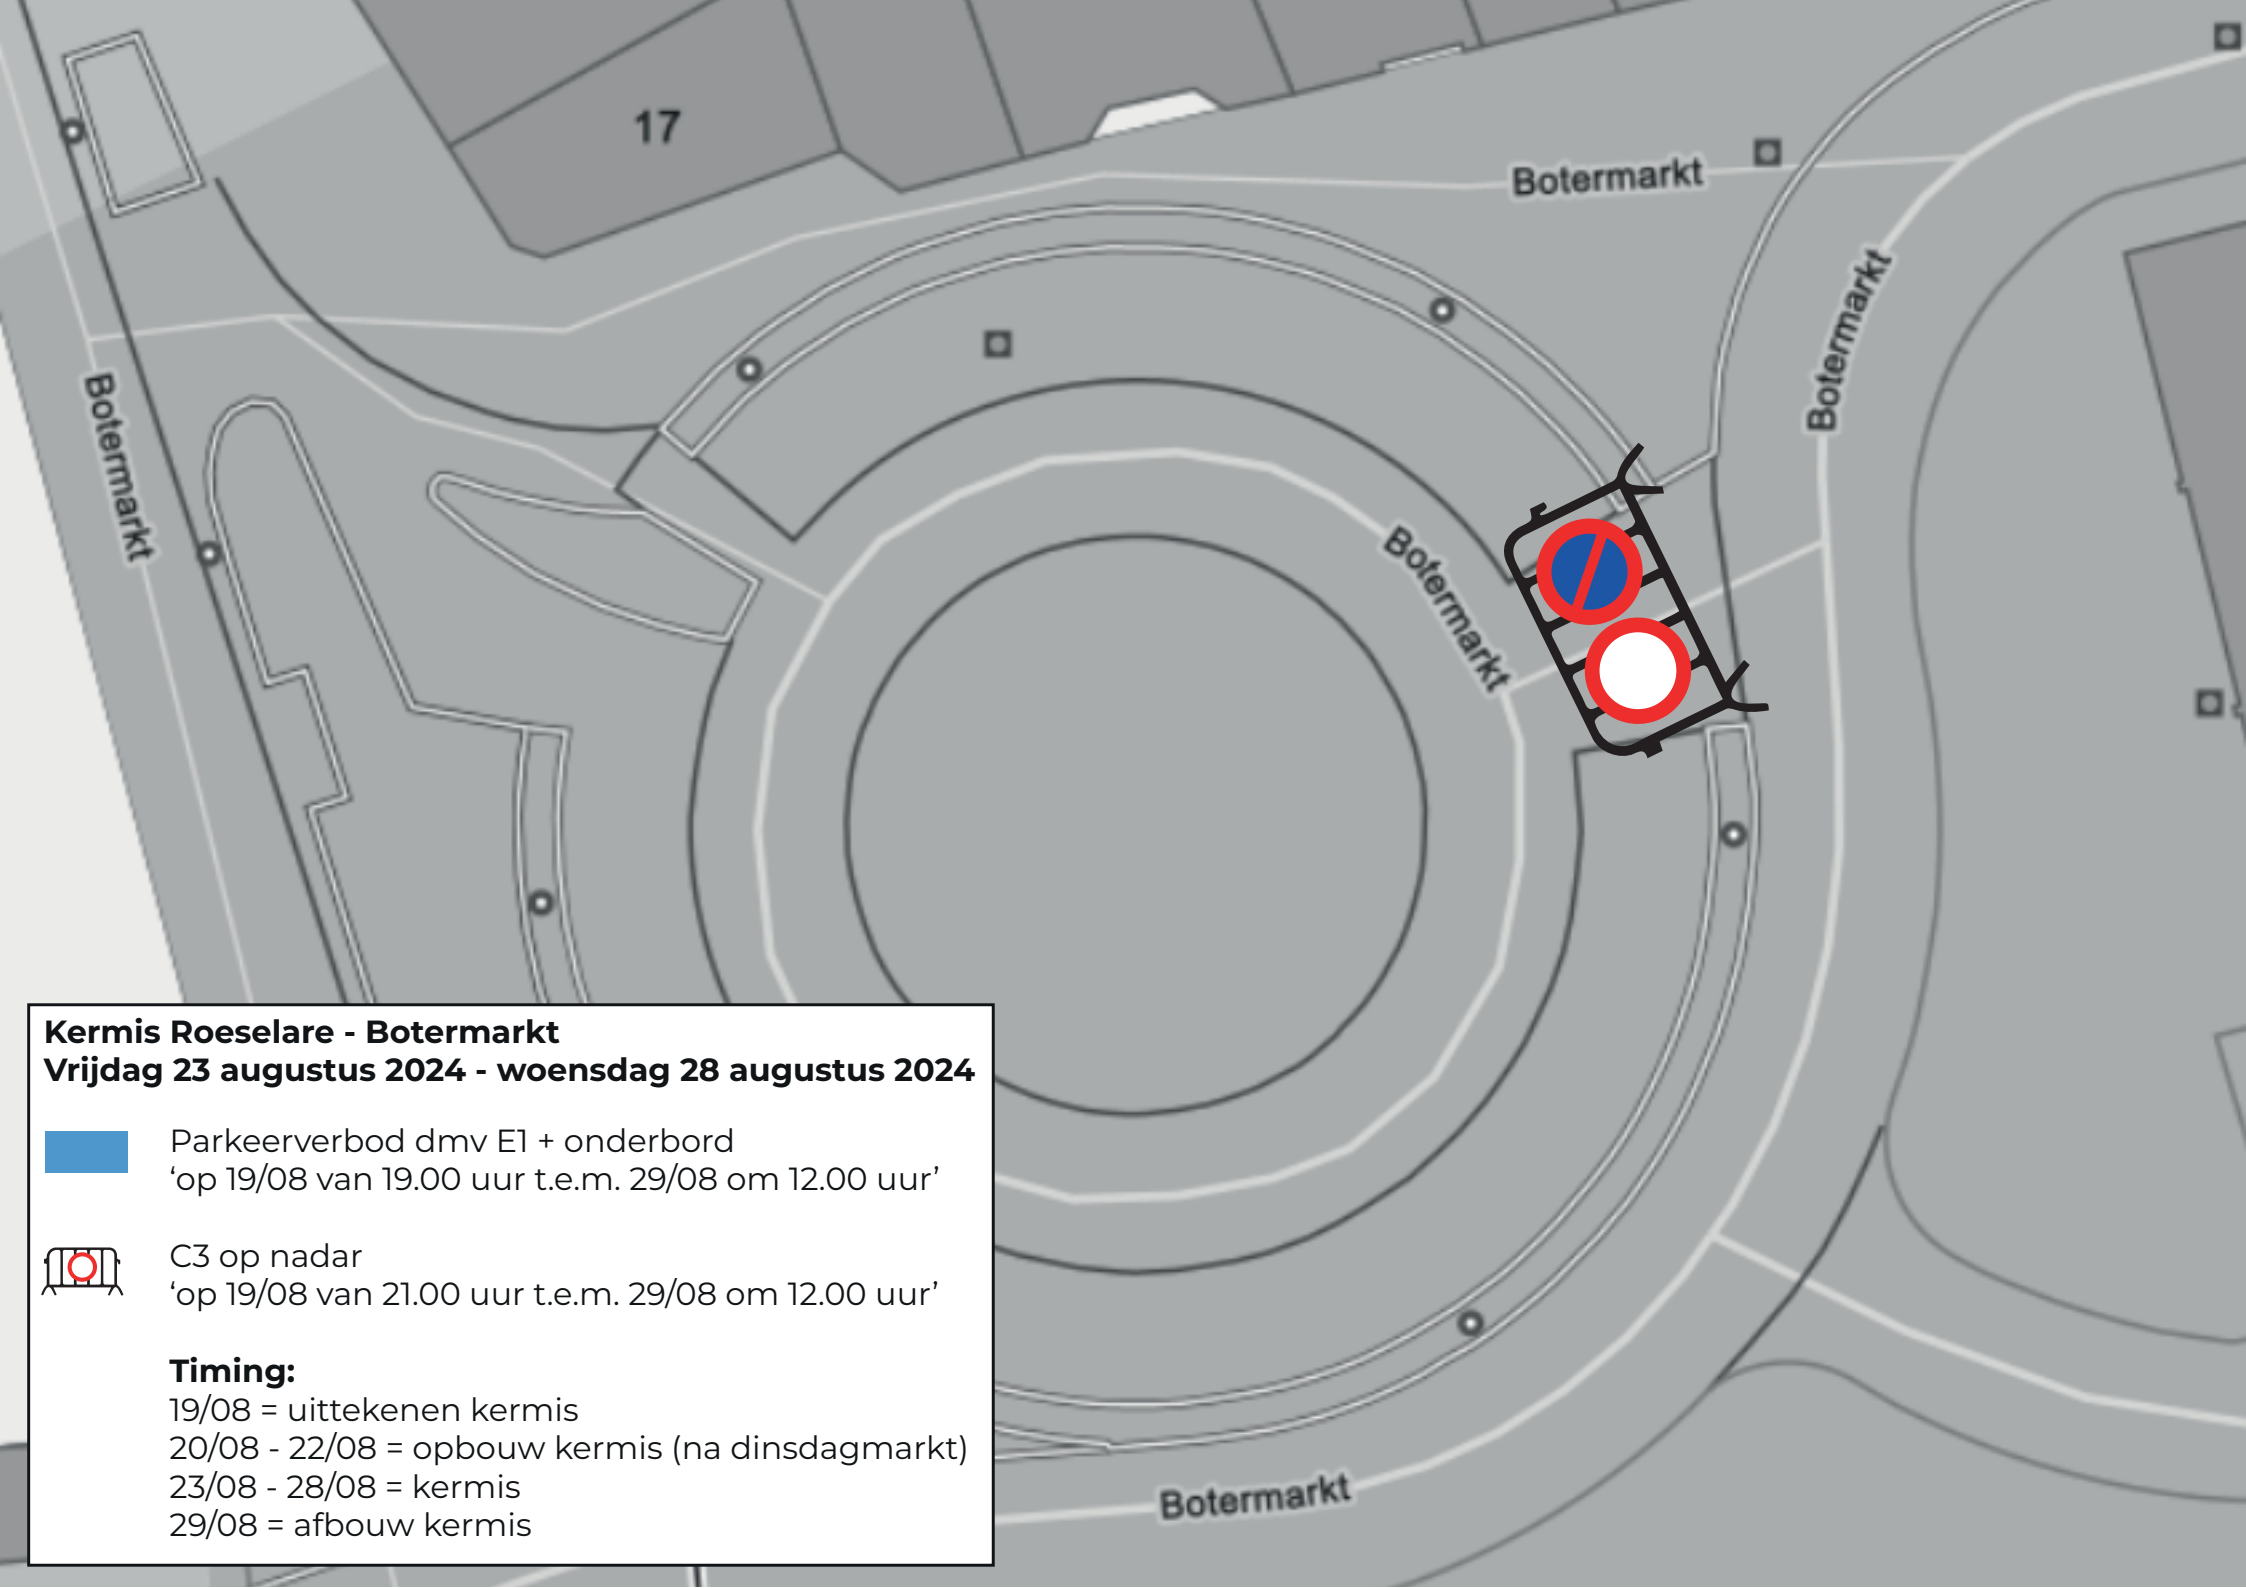 17
Botermarkt
Botermarkt
Botermarkt
Botermarkt
Kermis Roeselare - Botermarkt
Vrijdag 23 augustus 2024 - woensdag 28 augustus 2024
Parkeerverbod dmv E1 + onderbord
‘op 19/08 van 19.00 uur t.e.m. 29/08 om 12.00 uur’
C3 op nadar
‘op 19/08 van 21.00 uur t.e.m. 29/08 om 12.00 uur’
Timing:
19/08 = uittekenen kermis
20/08 - 22/08 = opbouw kermis (na dinsdagmarkt)
23/08 - 28/08 = kermis
29/08 = afbouw kermis
Botermarkt